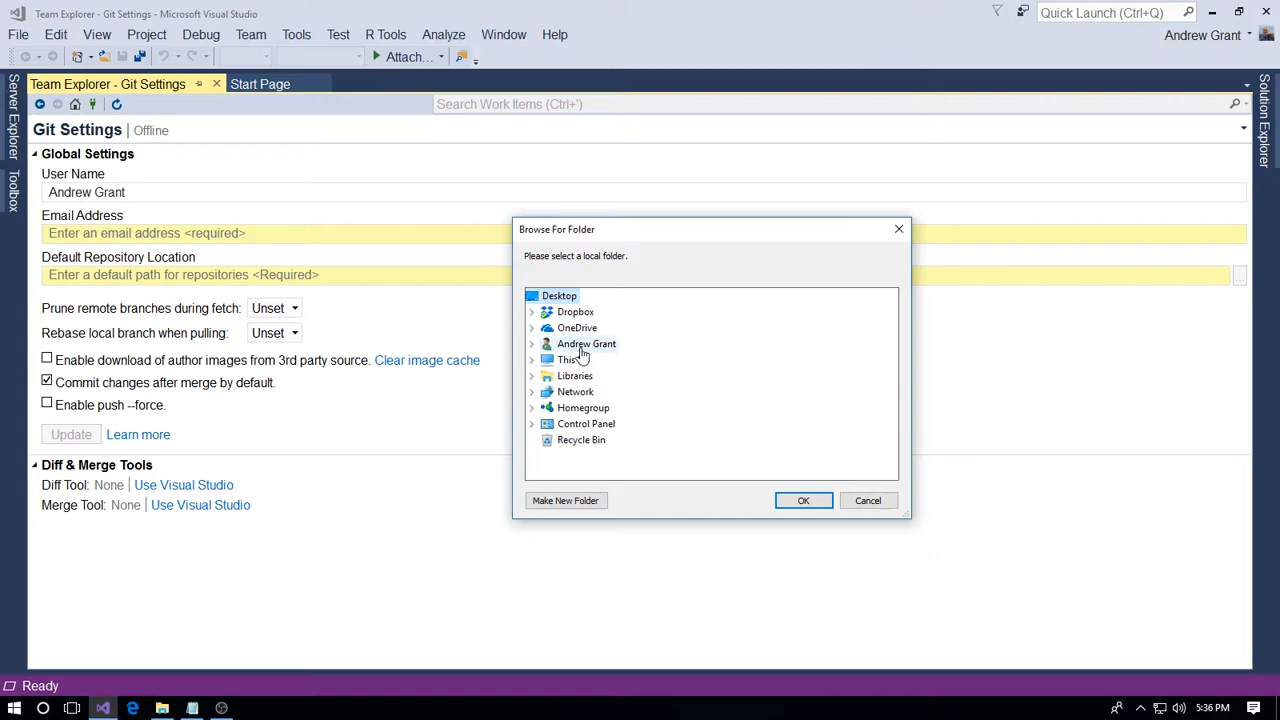 Team Explorer - Git Settings - Microsoft Visual Studio
Quick Launch (Ctrl+Q)
File Edit View Project Debug Team Tools Test R Tools Analyze Window Help
Andrew Grant
Attach...
Server Explorer
Toolbox
Solution Explorer
Team Explorer - Git Settings
Start Page
Search Work Items (Ctrl+')
Git Settings | Offline
Global Settings
User Name
Andrew Grant
Email Address
Enter an email address <required>
Default Repository Location
Enter a default path for repositories <Required>
...
Prune remote branches during fetch: Unset
Rebase local branch when pulling: Unset
Enable download of author images from 3rd party source. Clear image cache
Commit changes after merge by default.
Enable push --force.
Update Learn more
Diff & Merge Tools
Diff Tool: None | Use Visual Studio
Merge Tool: None | Use Visual Studio
Browse For Folder
Please select a local folder.
Desktop
Dropbox
OneDrive
Andrew Grant
This
Libraries
Network
Homegroup
Control Panel
Recycle Bin
Make New Folder
OK
Cancel
Ready
5:36 PM